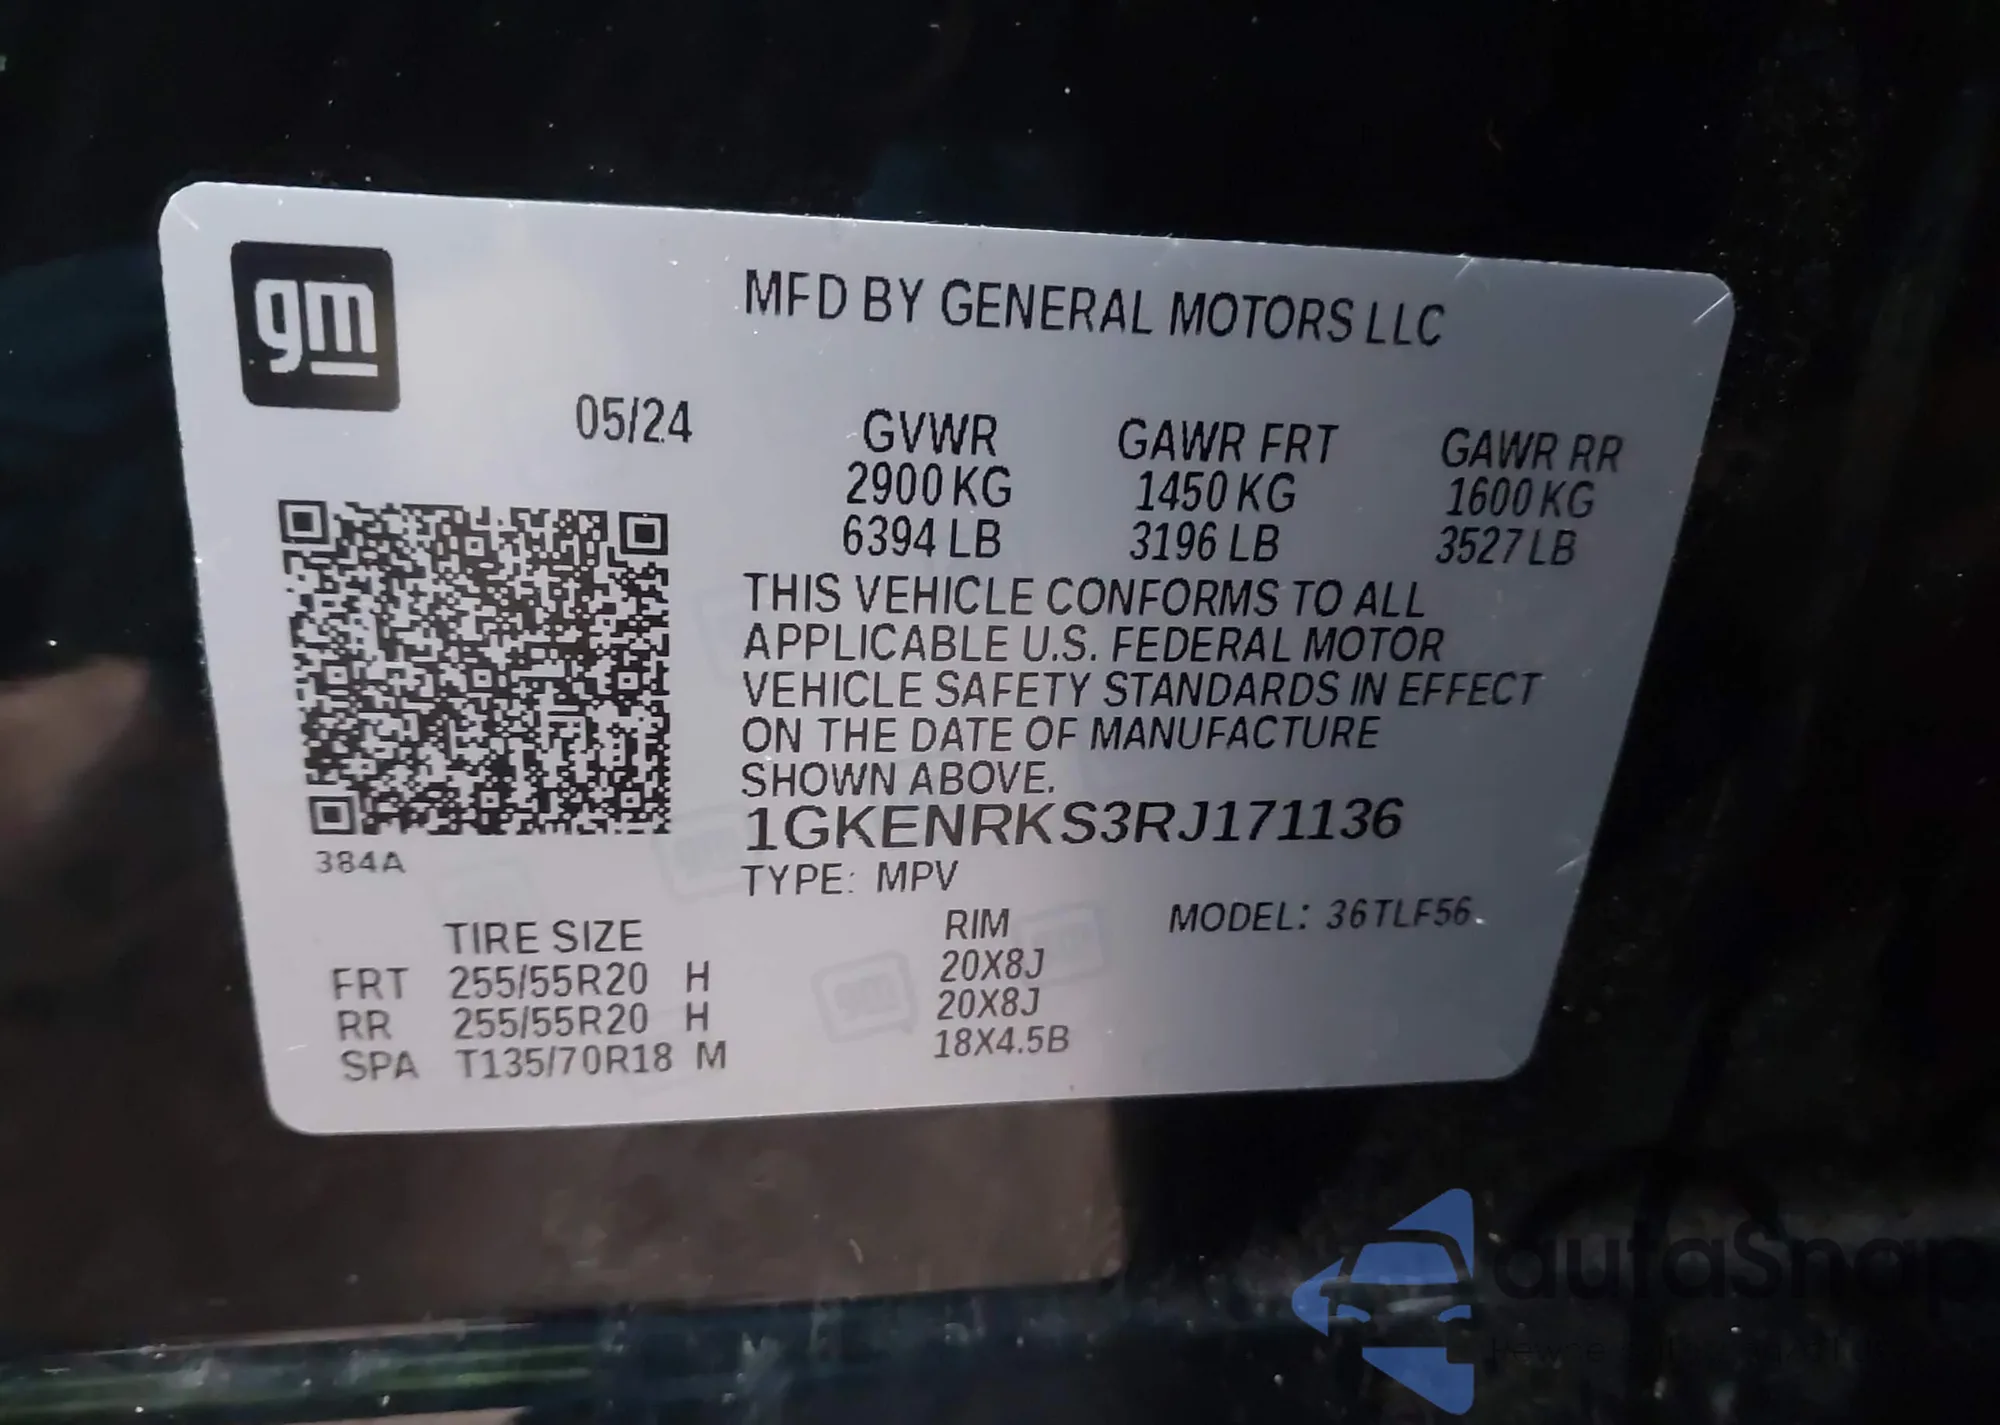 gm
MFD BY GENERAL MOTORS LLC
05/24
GVWR GAWR FRT GAWR RR
2900 KG 1450 KG 1600 KG
6394 LB 3196 LB 3527 LB
THIS VEHICLE CONFORMS TO ALL
APPLICABLE U.S. FEDERAL MOTOR
VEHICLE SAFETY STANDARDS IN EFFECT
ON THE DATE OF MANUFACTURE
SHOWN ABOVE.
1GKENRKS3RJ171136
384A
TYPE: MPV
MODEL: 36TLF56
TIRE SIZE RIM
FRT 255/55R20 H 20X8J
RR 255/55R20 H 20X8J
SPA T135/70R18 M 18X4.5B
autaSnap